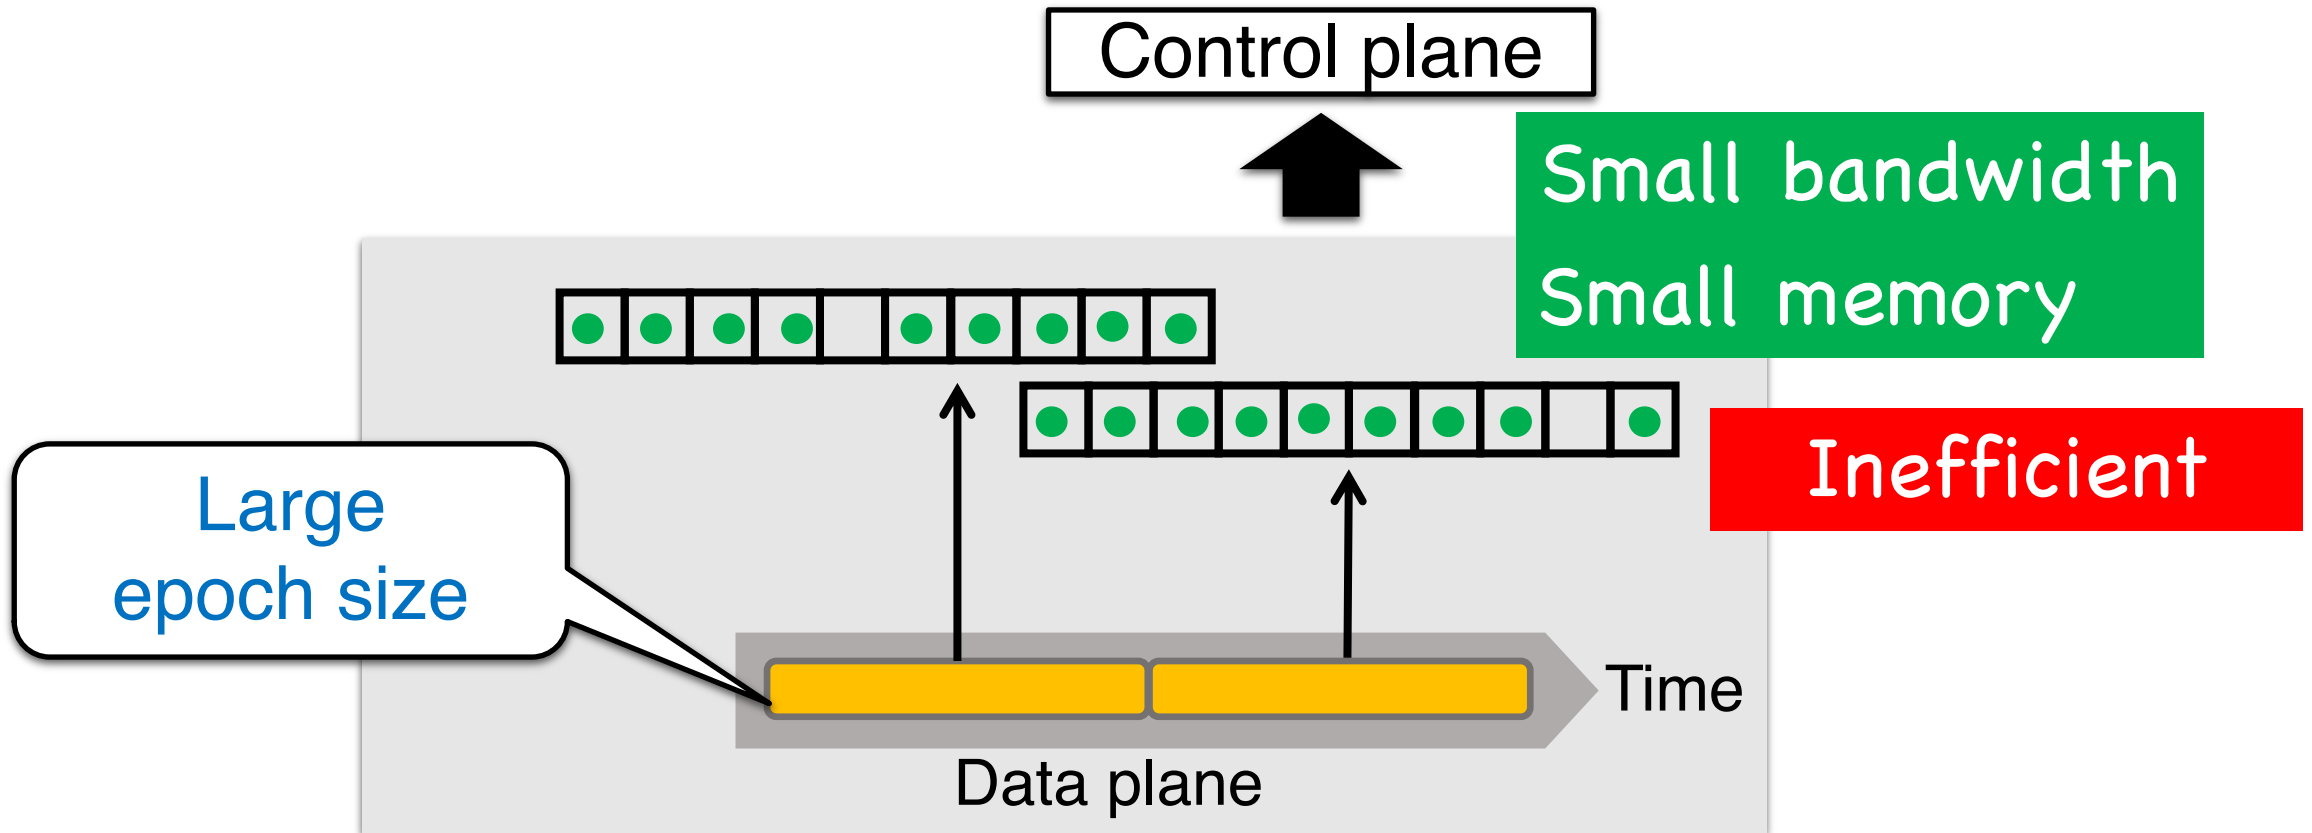 Control plane
Small bandwidth
Small memory
Inefficient
Large
epoch size
Time
Data plane